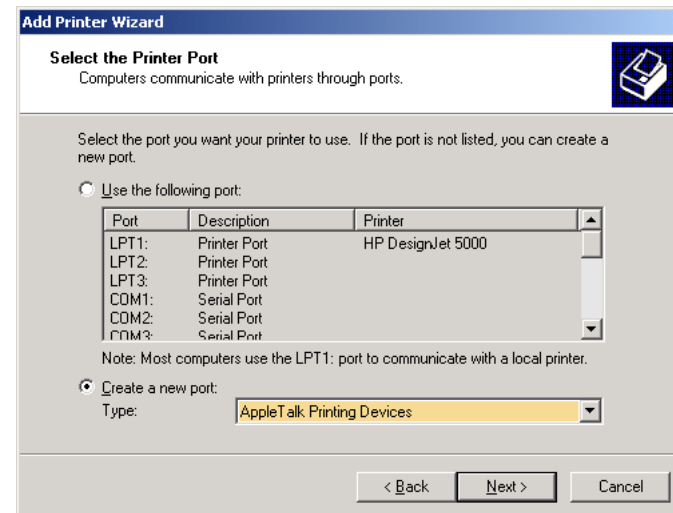 Add Printer Wizard
Select the Printer Port
Computers communicate with printers through ports.
Select the port you want your printer to use. If the port is not listed, you can create a
new port.
Use the following port:
Port Description Printer
LPT1: Printer Port HP DesignJet 5000
LPT2: Printer Port
LPT3: Printer Port
COM1: Serial Port
COM2: Serial Port
COM3: Serial Port
Note: Most computers use the LPT1: port to communicate with a local printer.
Create a new port:
Type: AppleTalk Printing Devices
< Back Next > Cancel